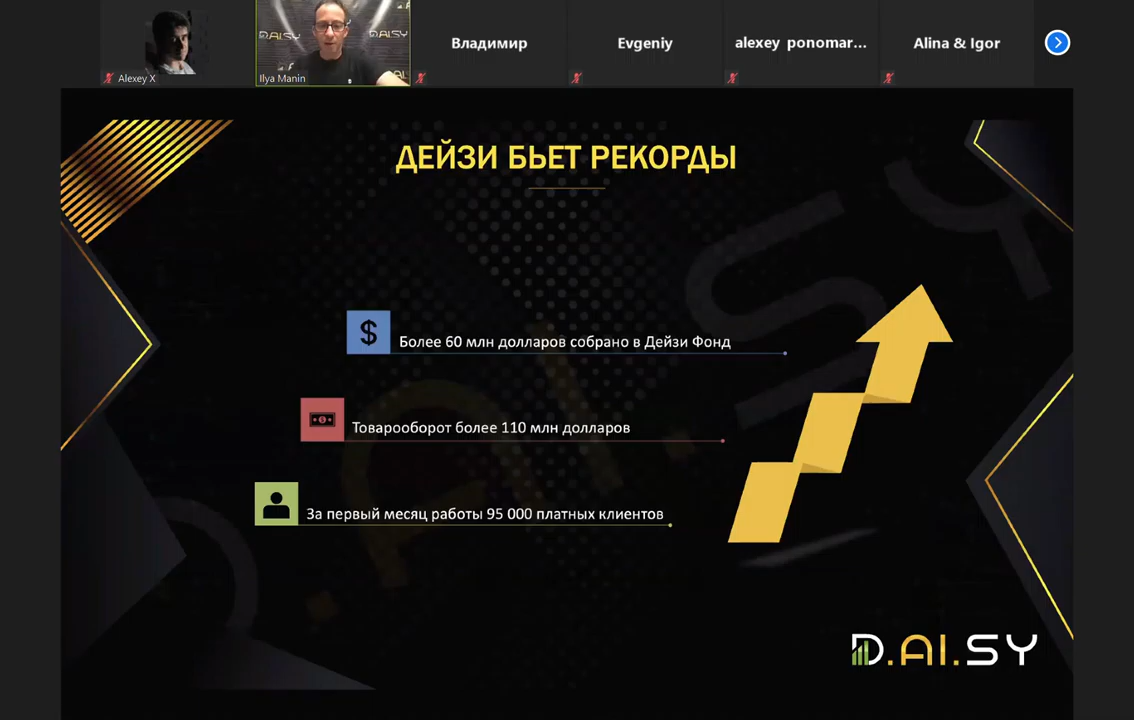 Alexey X
Ilya Manin
Владимир
Evgeniy
alexey ponomar...
Alina & Igor
ДЕЙЗИ БЬЕТ РЕКОРДЫ
$
Более 60 млн долларов собрано в Дейзи Фонд
Товарооборот более 110 млн долларов
За первый месяц работы 95 000 платных клиентов
D.AI.SY